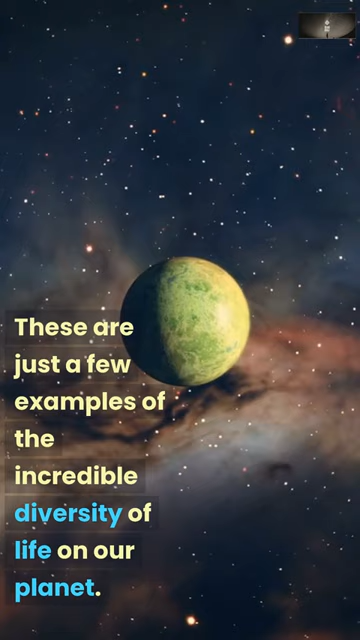 These are
just a few
examples of
the
incredible
diversity of
life on our
planet.